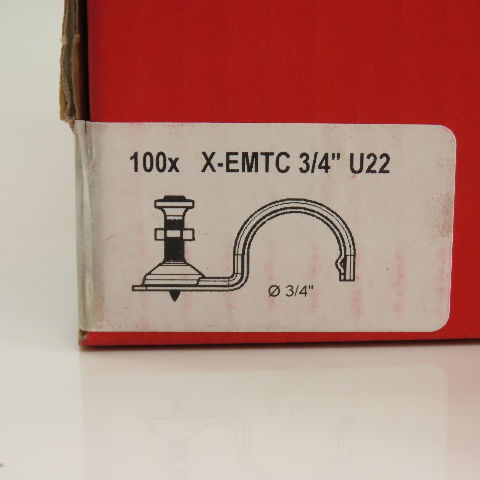 100x X-EMTC 3/4" U22
Ø 3/4"